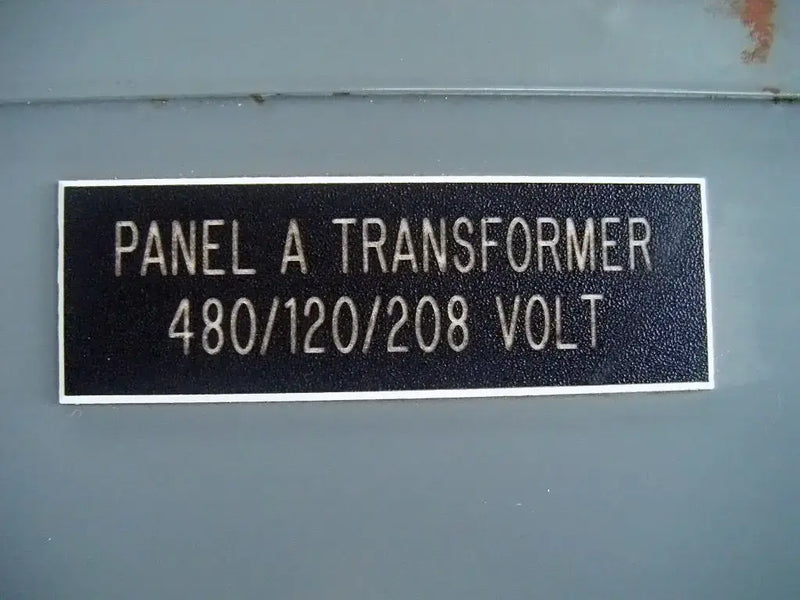 PANEL A TRANSFORMER
480/120/208 VOLT